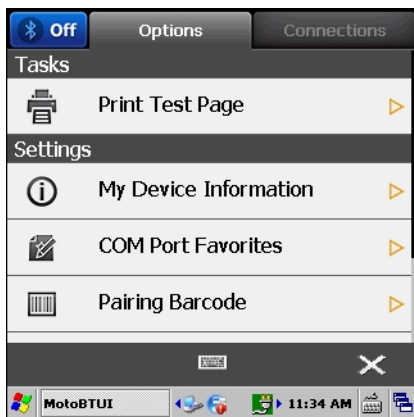 Off Options Connections
Tasks
Print Test Page
Settings
My Device Information
COM Port Favorites
Pairing Barcode
MotoBTUI 11:34 AM